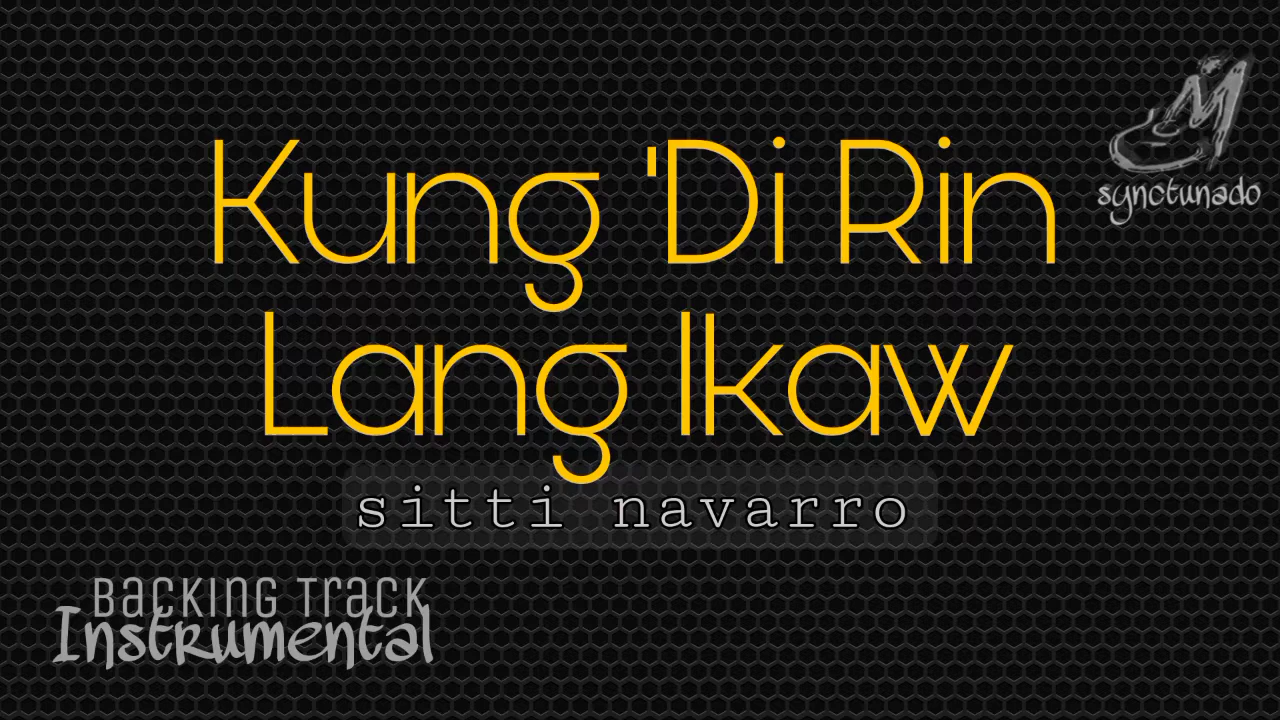 synctunado
Kung 'Di Rin
Lang Ikaw
sitti navarro
Backing Track
Instrumental